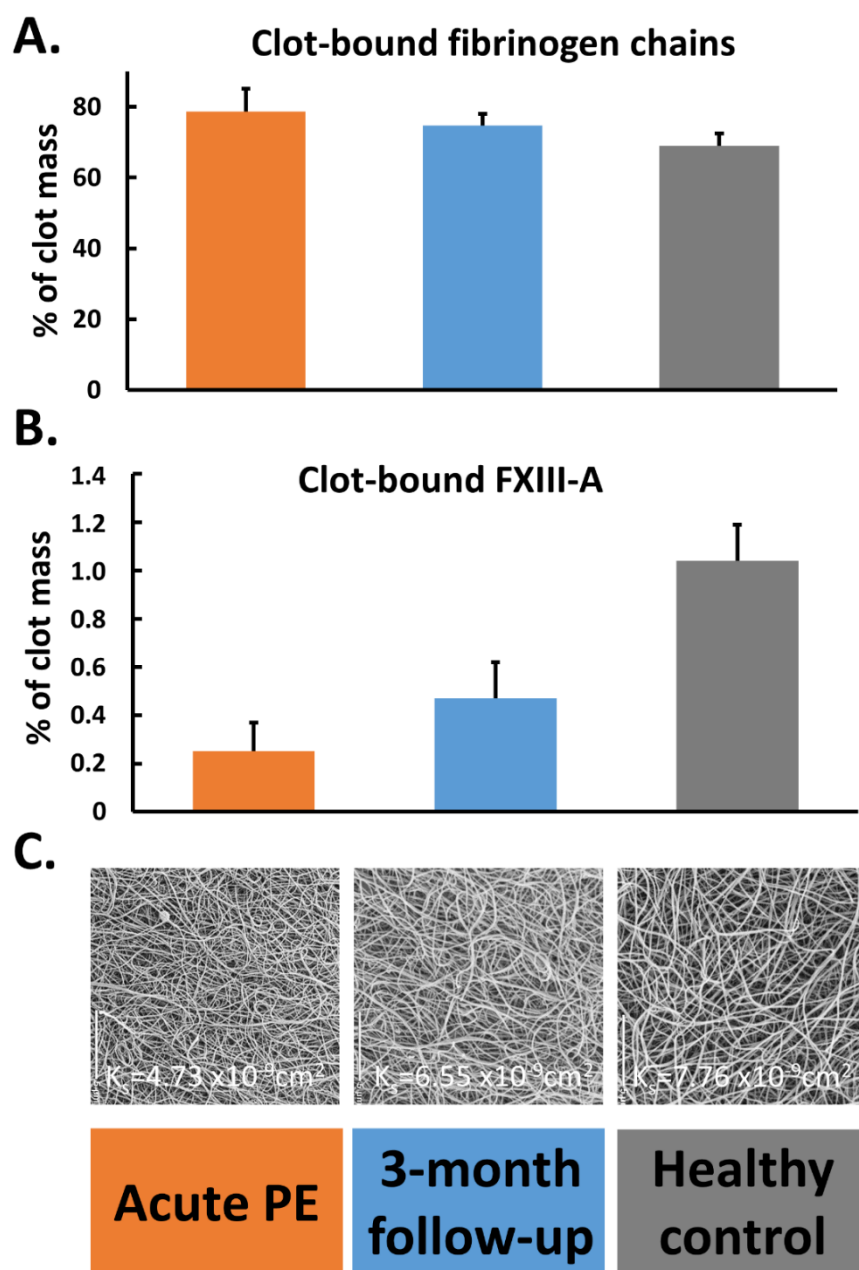 A.
Clot-bound fibrinogen chains
% of clot mass
80
60
40
20
0
B.
Clot-bound FXIII-A
% of clot mass
1.4
1.2
1.0
0.8
0.6
0.4
0.2
0
C.
Ks=4.73 x10-9cm2
Ks=6.55 x10-9cm2
Ks=7.76 x10-9cm2
Acute PE
3-month
follow-up
Healthy
control